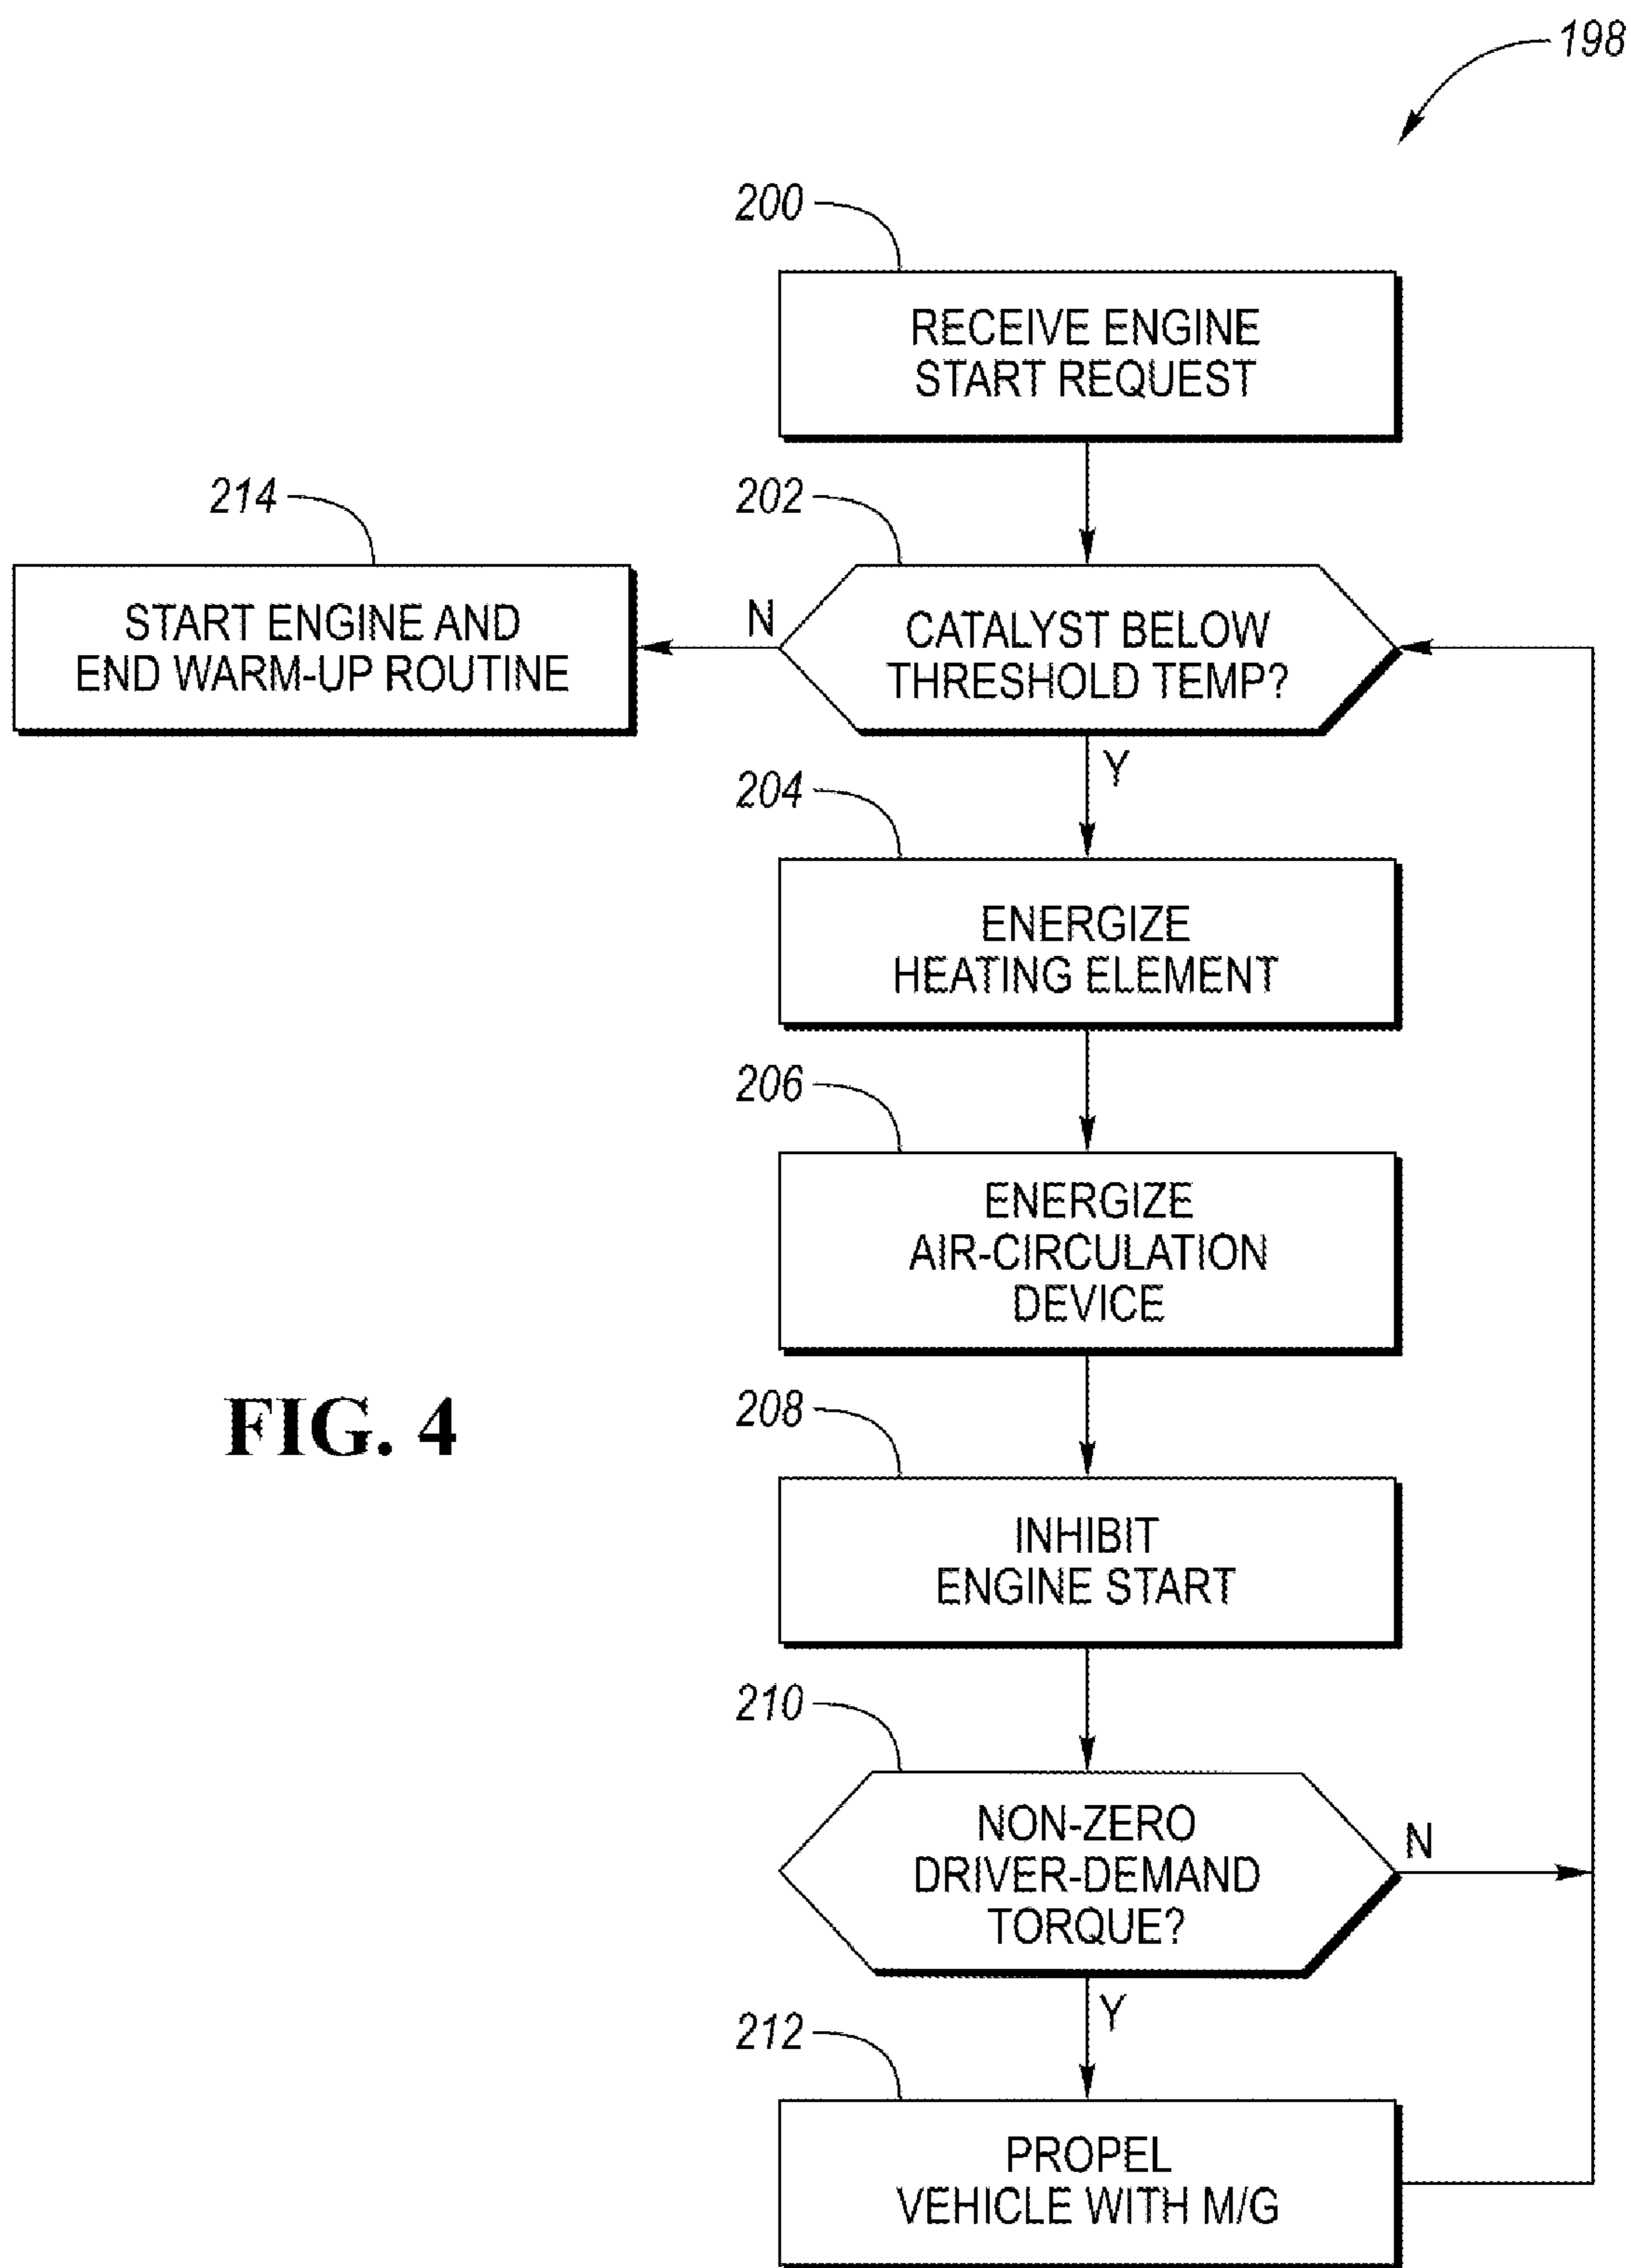 198
200
RECEIVE ENGINE
START REQUEST
214
202
START ENGINE AND
END WARM-UP ROUTINE
N
CATALYST BELOW
THRESHOLD TEMP?
Y
204
ENERGIZE
HEATING ELEMENT
206
ENERGIZE
AIR-CIRCULATION
DEVICE
FIG. 4
208
INHIBIT
ENGINE START
210
NON-ZERO
DRIVER-DEMAND
TORQUE?
N
Y
212
PROPEL
VEHICLE WITH M/G